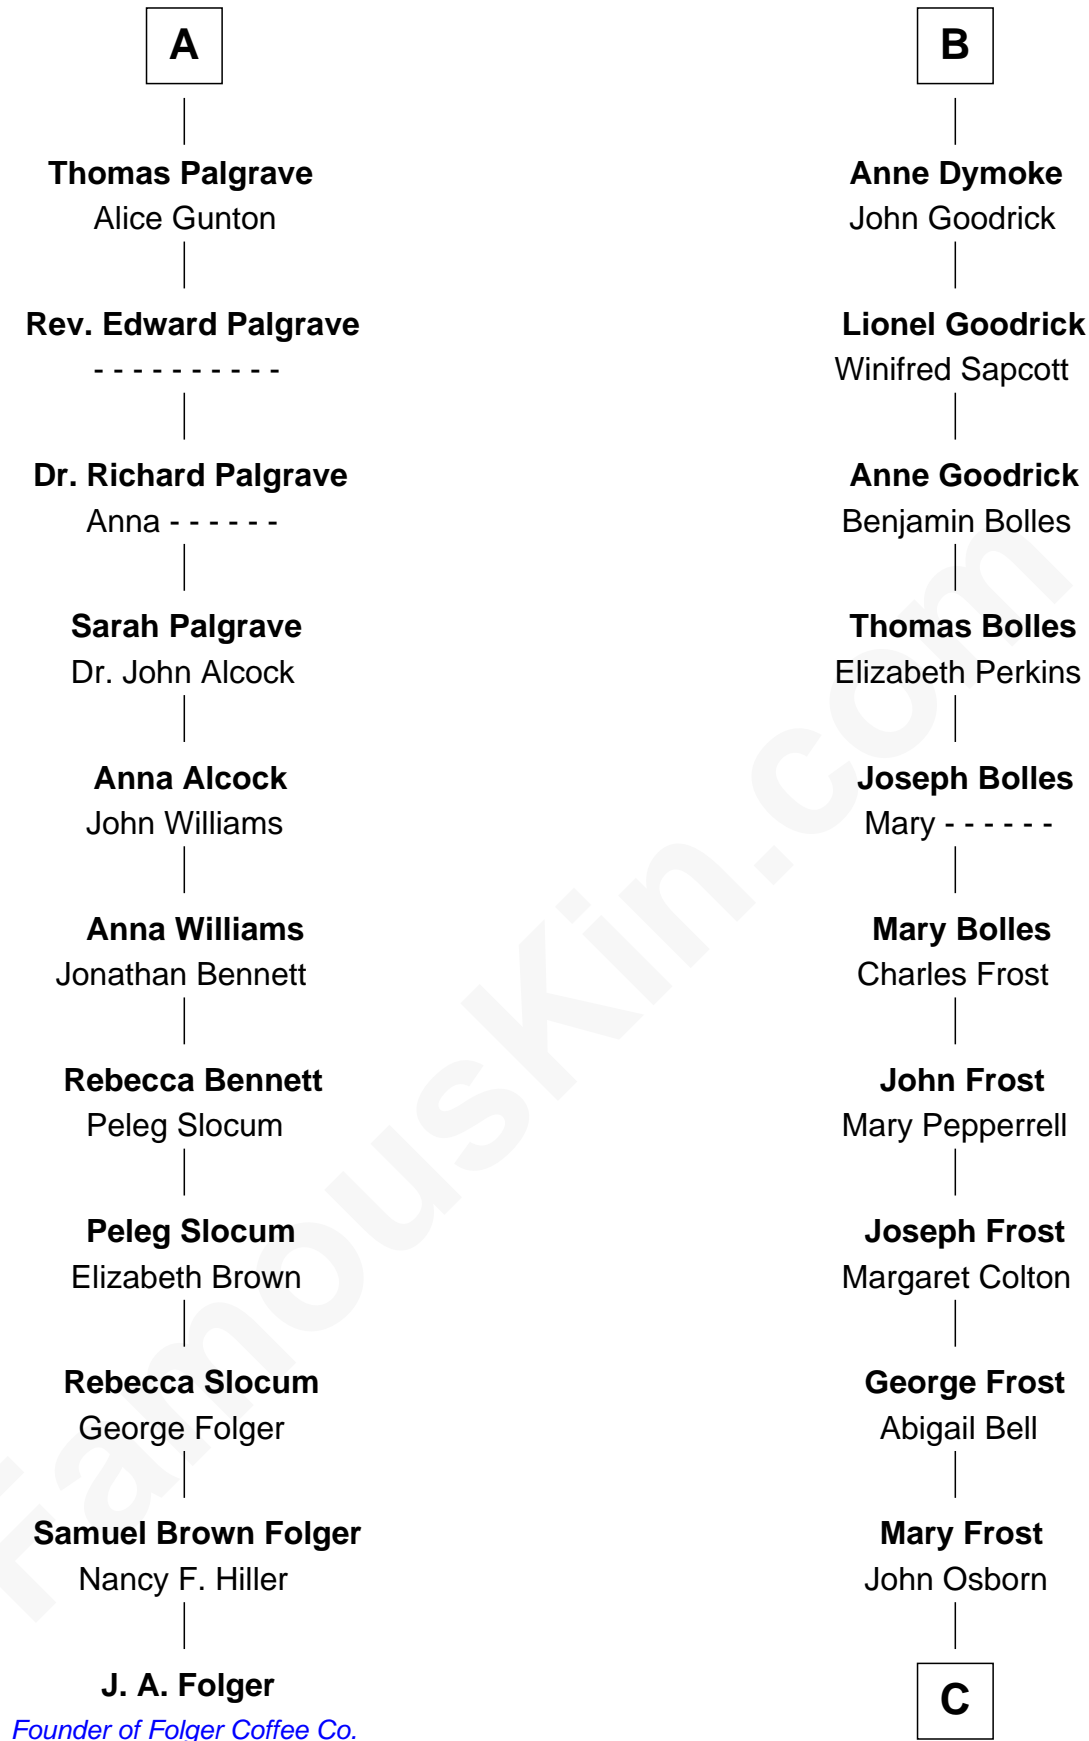 A
Thomas Palgrave
Alice Gunton
Rev. Edward Palgrave
- - - - - - - - - -
Dr. Richard Palgrave
Anna - - - - - -
Sarah Palgrave
Dr. John Alcock
Anna Alcock
John Williams
Anna Williams
Jonathan Bennett
Rebecca Bennett
Peleg Slocum
Peleg Slocum
Elizabeth Brown
Rebecca Slocum
George Folger
Samuel Brown Folger
Nancy F. Hiller
J. A. Folger
Founder of Folger Coffee Co.
B
Anne Dymoke
John Goodrick
Lionel Goodrick
Winifred Sapcott
Anne Goodrick
Benjamin Bolles
Thomas Bolles
Elizabeth Perkins
Joseph Bolles
Mary - - - - - -
Mary Bolles
Charles Frost
John Frost
Mary Pepperrell
Joseph Frost
Margaret Colton
George Frost
Abigail Bell
Mary Frost
John Osborn
C
FamousKin.com